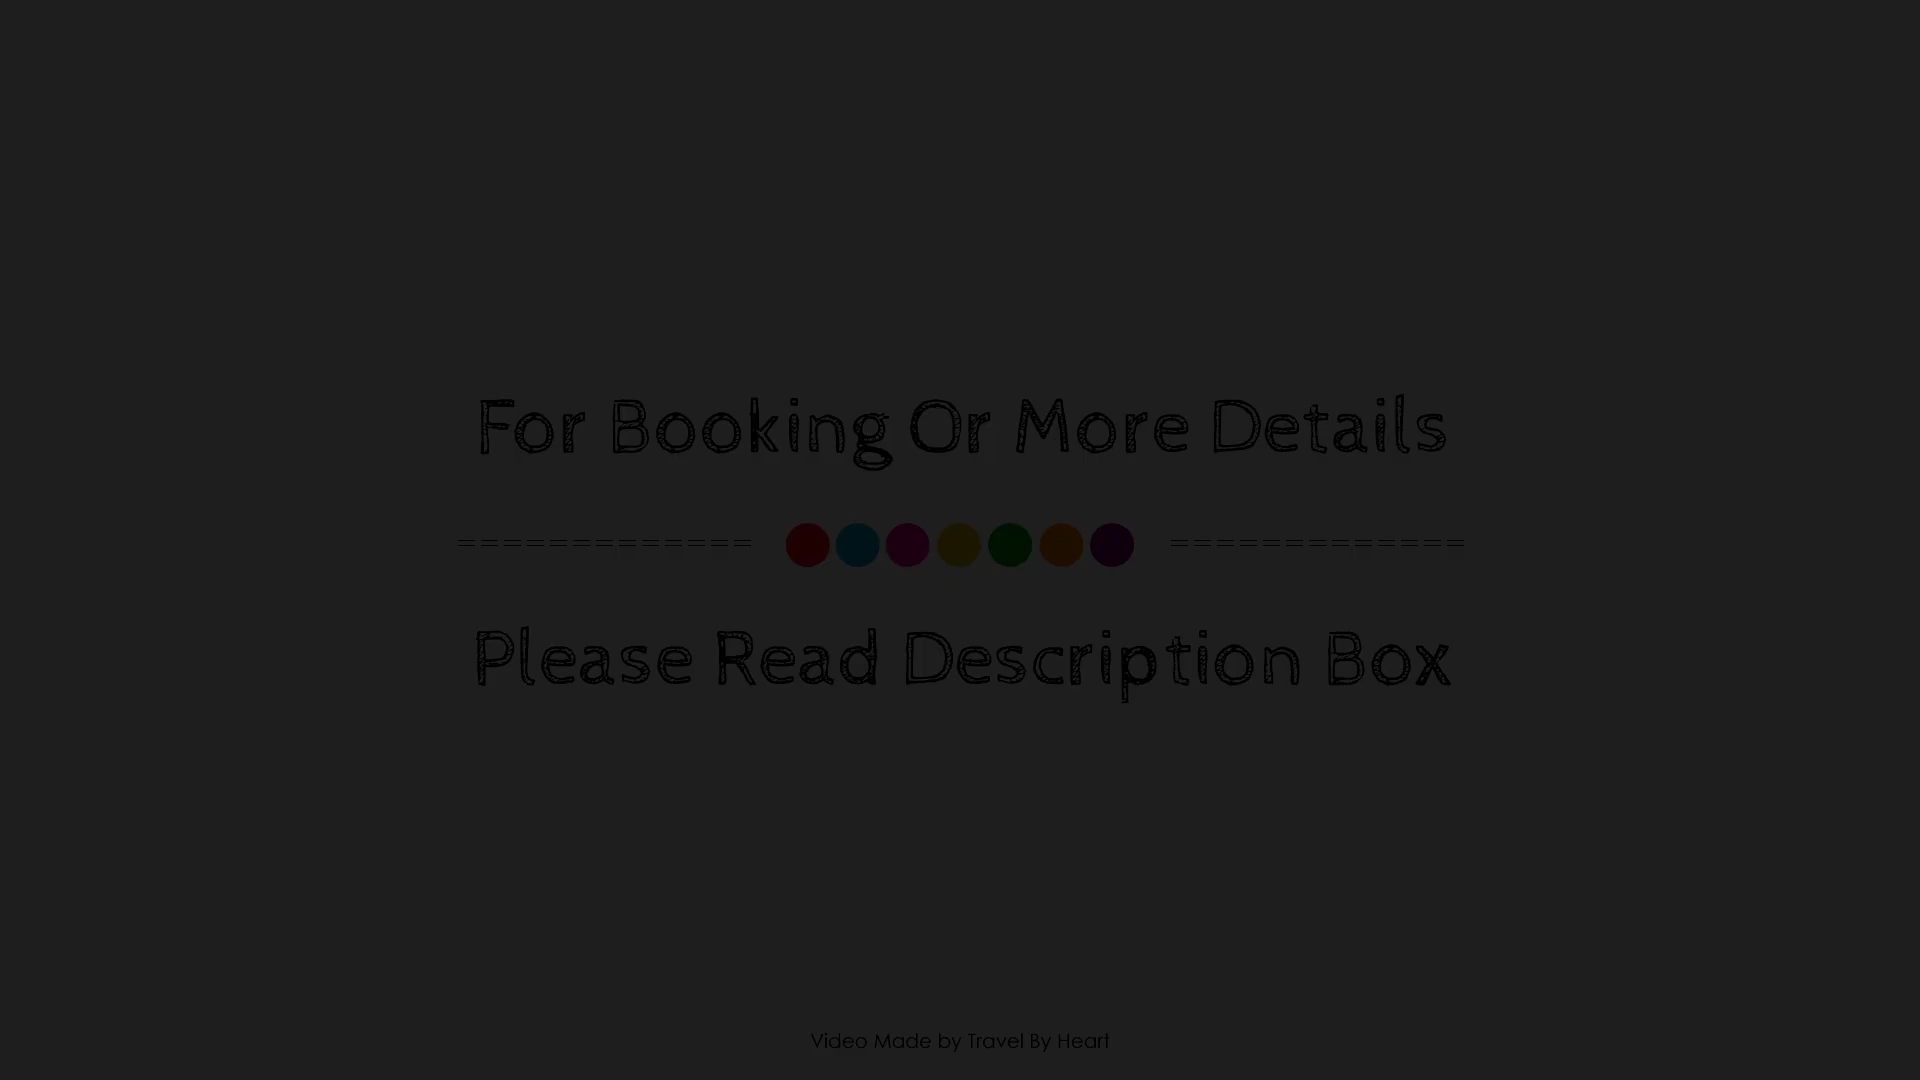 For Booking Or More Details
============= =============
Please Read Description Box
Video Made by Travel By Heart